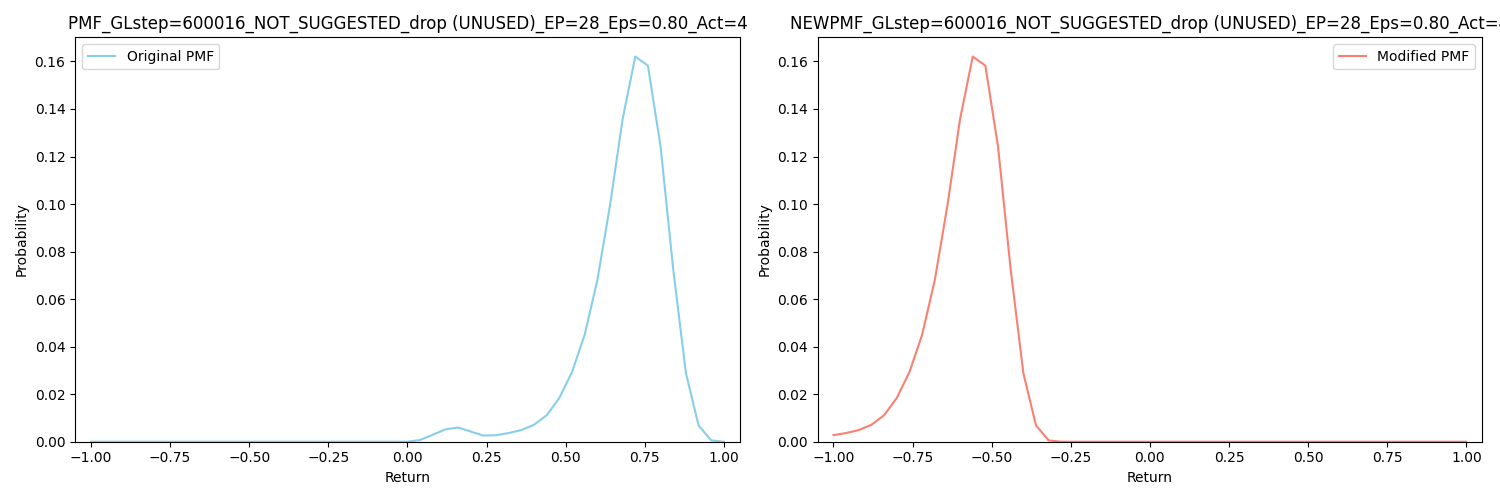 PMF_GLstep=600016_NOT_SUGGESTED_drop (UNUSED)_EP=28_Eps=0.80_Act=4
Original PMF
0.16
0.14
0.12
0.10
0.08
0.06
0.04
0.02
0.00
Probability
−1.00 −0.75 −0.50 −0.25 0.00 0.25 0.50 0.75 1.00
Return
NEWPMF_GLstep=600016_NOT_SUGGESTED_drop (UNUSED)_EP=28_Eps=0.80_Act=
Modified PMF
0.16
0.14
0.12
0.10
0.08
0.06
0.04
0.02
0.00
Probability
−1.00 −0.75 −0.50 −0.25 0.00 0.25 0.50 0.75 1.00
Return